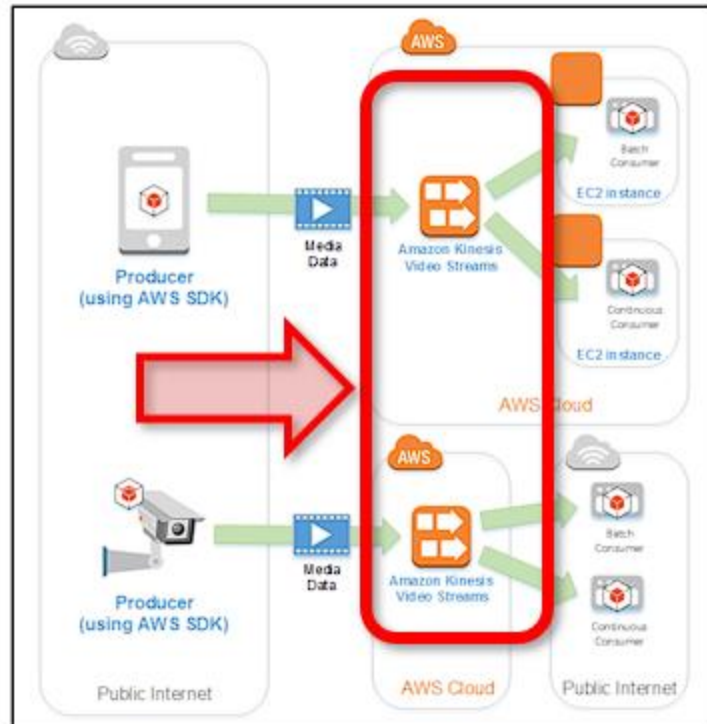 AWS
Batch
Consumer
EC2 instance
Producer
(using AWS SDK)
Media
Data
Amazon Kinesis
Video Streams
Continuous
Consumer
EC2 instance
AWS Cloud
AWS
Batch
Consumer
Producer
(using AWS SDK)
Media
Data
Amazon Kinesis
Video Streams
Continuous
Consumer
Public Internet
AWS Cloud
Public Internet